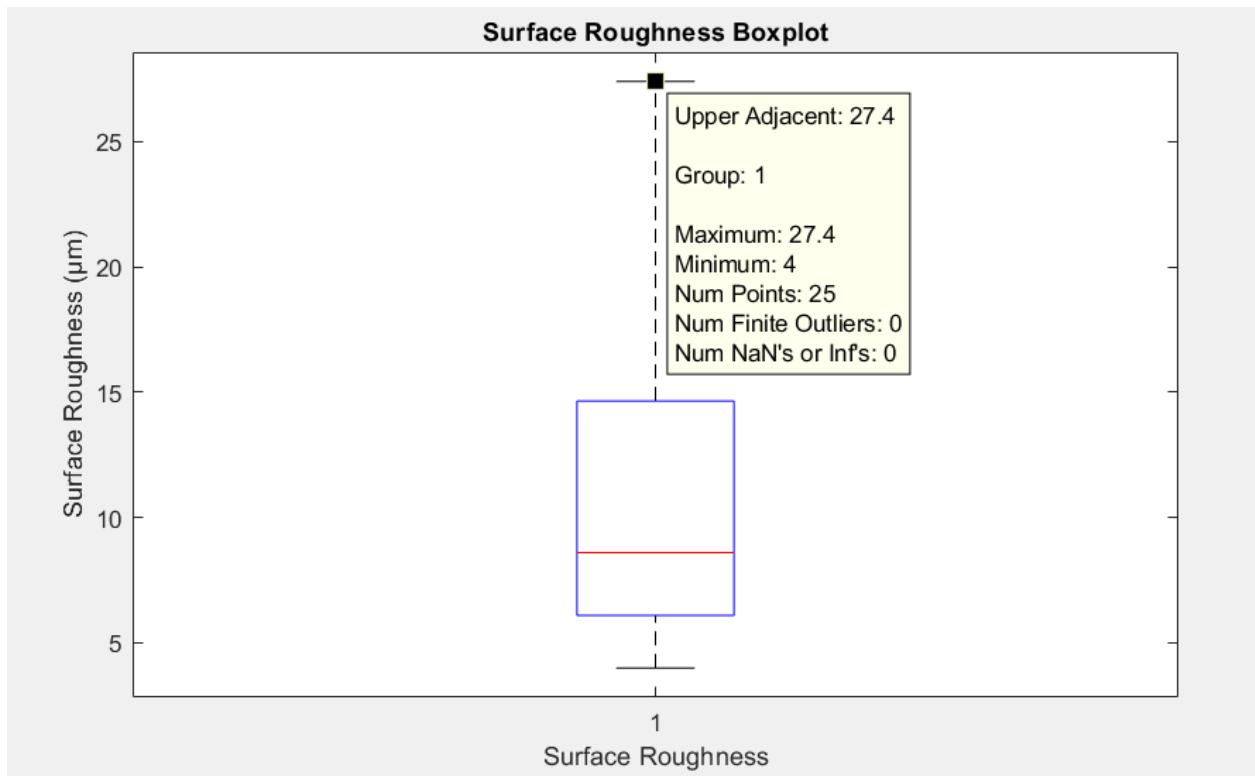 Surface Roughness Boxplot
Upper Adjacent: 27.4
Group: 1
Maximum: 27.4
Minimum: 4
Num Points: 25
Num Finite Outliers: 0
Num NaN's or Inf's: 0
Surface Roughness (µm)
25
20
15
10
5
1
Surface Roughness